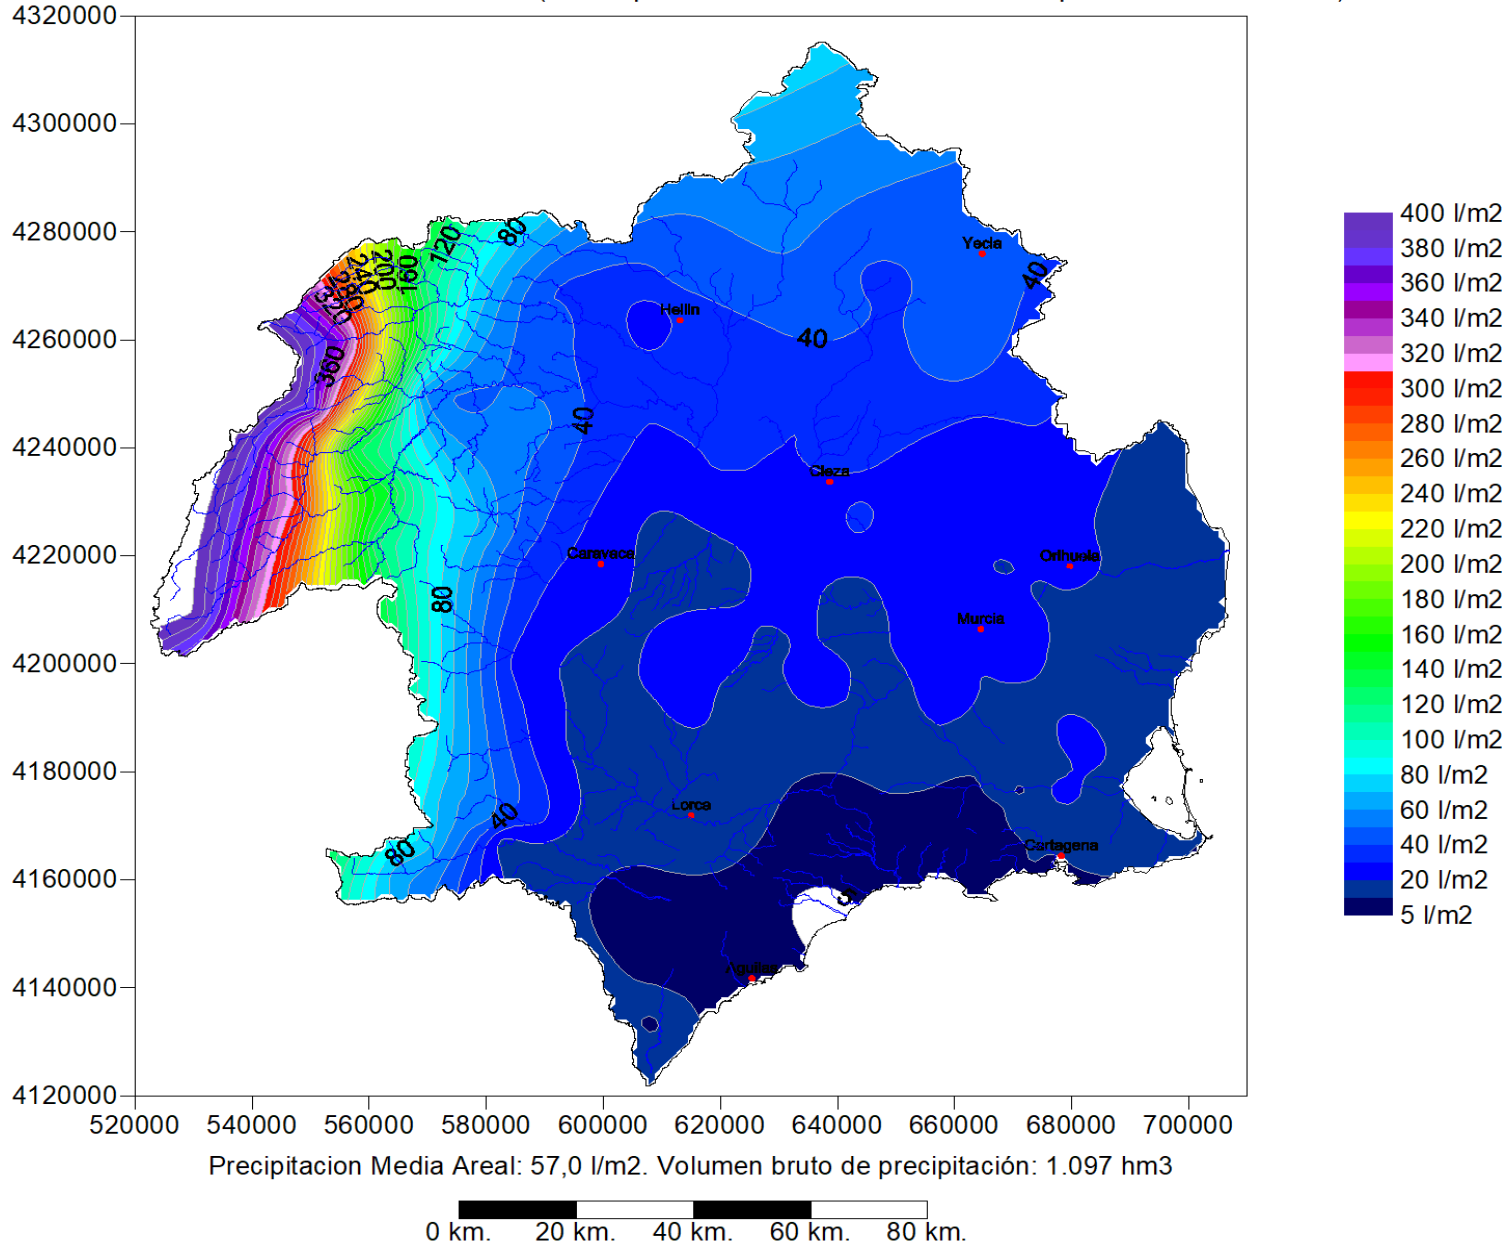 4320000
4300000
4280000
4260000
4240000
4220000
4200000
4180000
4160000
4140000
4120000
520000 540000 560000 580000 600000 620000 640000 660000 680000 700000
80
120
160
200
240
280
320
360
Yecla
40
Hellin
40
40
Cieza
Caravaca
Orihuela
80
Murcia
Lorca
40
80
Cartagena
5
Aguilas
400 l/m2
380 l/m2
360 l/m2
340 l/m2
320 l/m2
300 l/m2
280 l/m2
260 l/m2
240 l/m2
220 l/m2
200 l/m2
180 l/m2
160 l/m2
140 l/m2
120 l/m2
100 l/m2
80 l/m2
60 l/m2
40 l/m2
20 l/m2
5 l/m2
Precipitacion Media Areal: 57,0 l/m2. Volumen bruto de precipitación: 1.097 hm3
0 km. 20 km. 40 km. 60 km. 80 km.